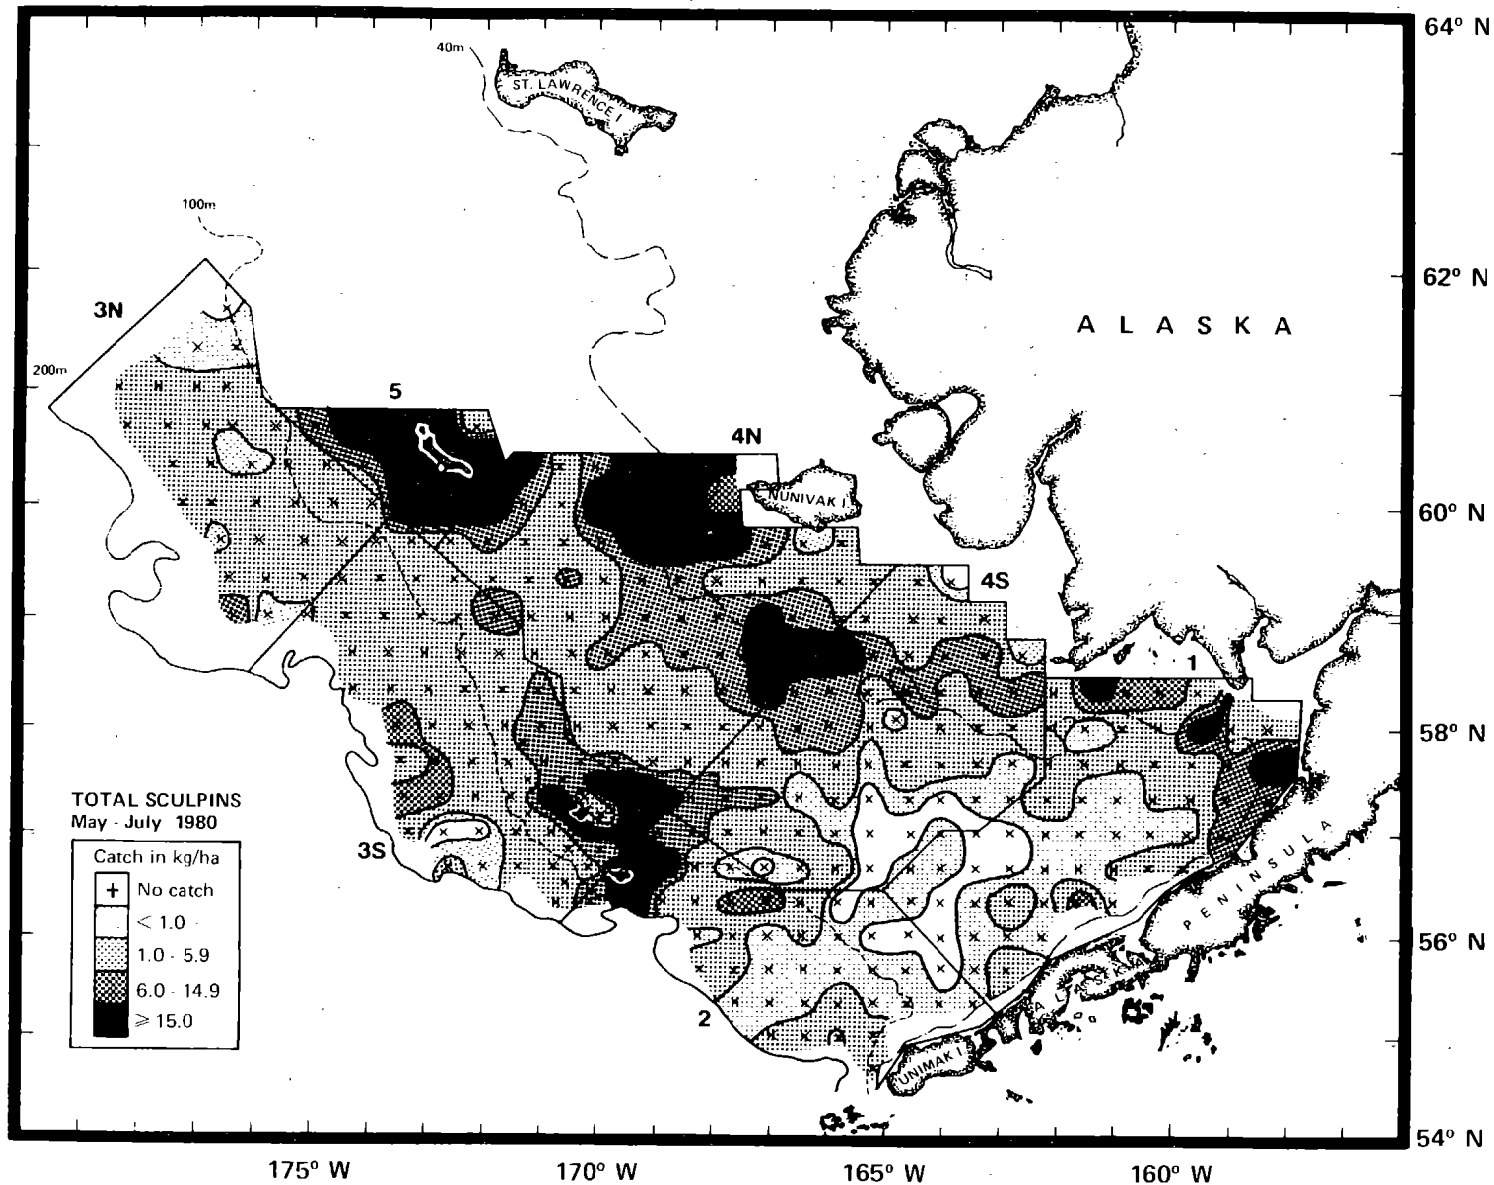 64° N
40m
ST. LAWRENCE I
100m
62° N
3N
ALASKA
200m
5
4N
NUNIVAK I
60° N
4S
1
58° N
TOTAL SCULPINS
May - July 1980
Catch in kg/ha
+ No catch
< 1.0 -
1.0 - 5.9
6.0 - 14.9
≥ 15.0
3S
ALASKA PENINSULA
56° N
2
UNIMAK I
54° N
175° W
170° W
165° W
160° W